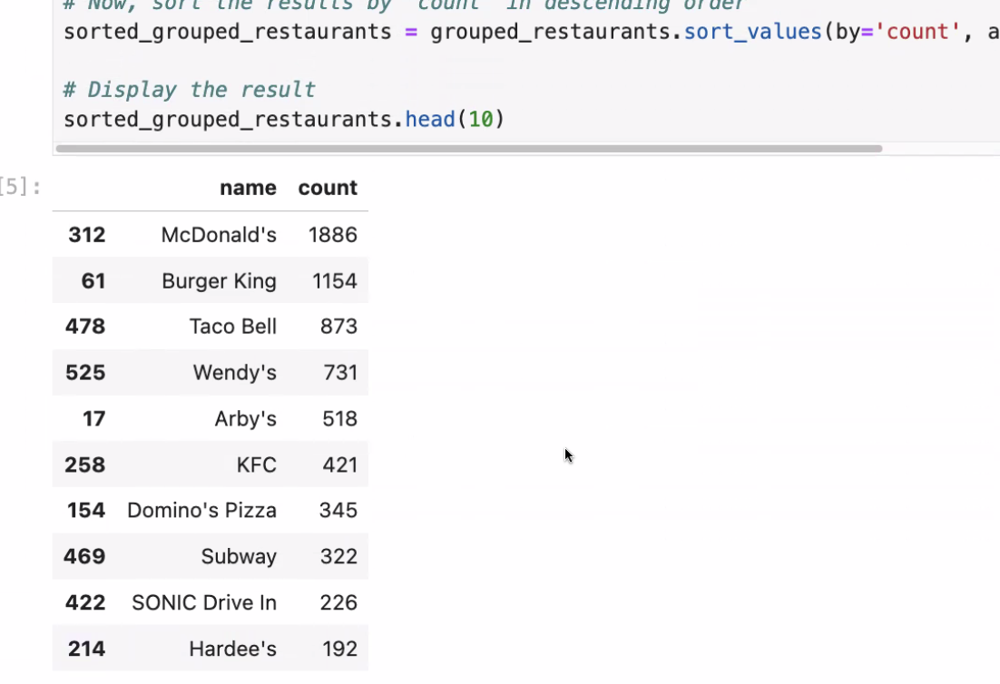 # Now, sort the results by 'count' in descending order
sorted_grouped_restaurants = grouped_restaurants.sort_values(by='count', a
# Display the result
sorted_grouped_restaurants.head(10)
[5]:
name count
312 McDonald's 1886
61 Burger King 1154
478 Taco Bell 873
525 Wendy's 731
17 Arby's 518
258 KFC 421
154 Domino's Pizza 345
469 Subway 322
422 SONIC Drive In 226
214 Hardee's 192